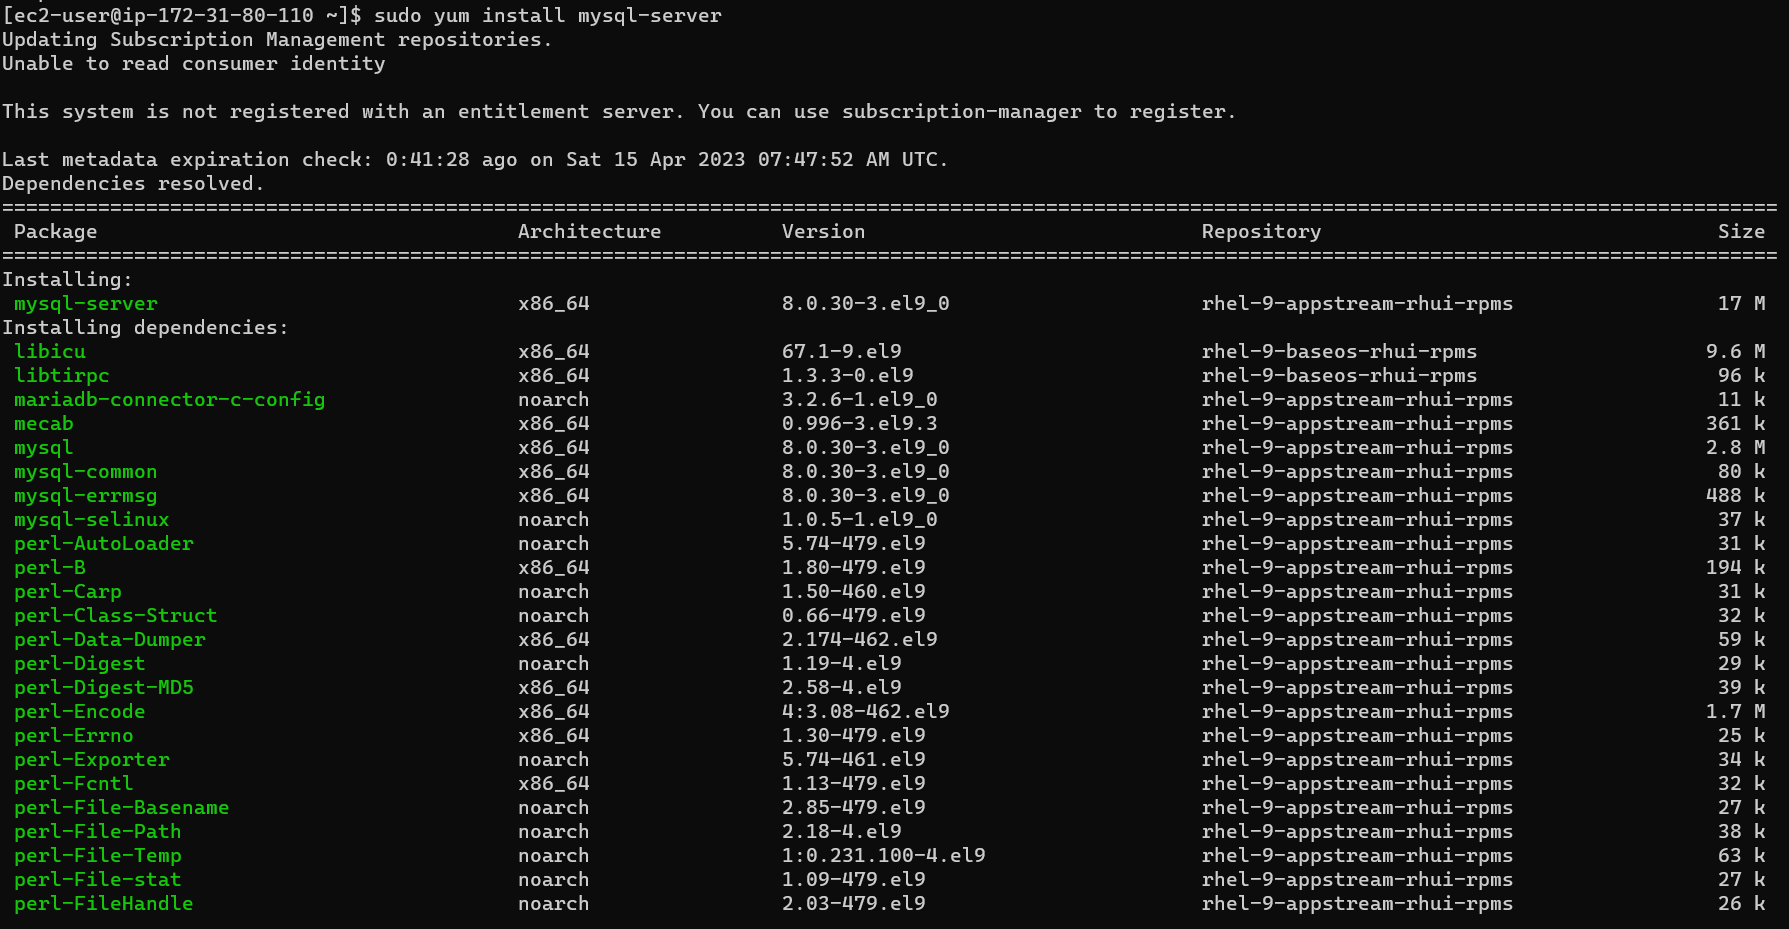 [ec2-user@ip-172-31-80-110 ~]$ sudo yum install mysql-server
Updating Subscription Management repositories.
Unable to read consumer identity
This system is not registered with an entitlement server. You can use subscription-manager to register.
Last metadata expiration check: 0:41:28 ago on Sat 15 Apr 2023 07:47:52 AM UTC.
Dependencies resolved.
====================================================================================================================================================
Package Architecture Version Repository Size
====================================================================================================================================================
Installing:
mysql-server x86_64 8.0.30-3.el9_0 rhel-9-appstream-rhui-rpms 17 M
Installing dependencies:
libicu x86_64 67.1-9.el9 rhel-9-baseos-rhui-rpms 9.6 M
libtirpc x86_64 1.3.3-0.el9 rhel-9-baseos-rhui-rpms 96 k
mariadb-connector-c-config noarch 3.2.6-1.el9_0 rhel-9-appstream-rhui-rpms 11 k
mecab x86_64 0.996-3.el9.3 rhel-9-appstream-rhui-rpms 361 k
mysql x86_64 8.0.30-3.el9_0 rhel-9-appstream-rhui-rpms 2.8 M
mysql-common x86_64 8.0.30-3.el9_0 rhel-9-appstream-rhui-rpms 80 k
mysql-errmsg x86_64 8.0.30-3.el9_0 rhel-9-appstream-rhui-rpms 488 k
mysql-selinux noarch 1.0.5-1.el9_0 rhel-9-appstream-rhui-rpms 37 k
perl-AutoLoader noarch 5.74-479.el9 rhel-9-appstream-rhui-rpms 31 k
perl-B x86_64 1.80-479.el9 rhel-9-appstream-rhui-rpms 194 k
perl-Carp noarch 1.50-460.el9 rhel-9-appstream-rhui-rpms 31 k
perl-Class-Struct noarch 0.66-479.el9 rhel-9-appstream-rhui-rpms 32 k
perl-Data-Dumper x86_64 2.174-462.el9 rhel-9-appstream-rhui-rpms 59 k
perl-Digest noarch 1.19-4.el9 rhel-9-appstream-rhui-rpms 29 k
perl-Digest-MD5 x86_64 2.58-4.el9 rhel-9-appstream-rhui-rpms 39 k
perl-Encode x86_64 4:3.08-462.el9 rhel-9-appstream-rhui-rpms 1.7 M
perl-Errno x86_64 1.30-479.el9 rhel-9-appstream-rhui-rpms 25 k
perl-Exporter noarch 5.74-461.el9 rhel-9-appstream-rhui-rpms 34 k
perl-Fcntl x86_64 1.13-479.el9 rhel-9-appstream-rhui-rpms 32 k
perl-File-Basename noarch 2.85-479.el9 rhel-9-appstream-rhui-rpms 27 k
perl-File-Path noarch 2.18-4.el9 rhel-9-appstream-rhui-rpms 38 k
perl-File-Temp noarch 1:0.231.100-4.el9 rhel-9-appstream-rhui-rpms 63 k
perl-File-stat noarch 1.09-479.el9 rhel-9-appstream-rhui-rpms 27 k
perl-FileHandle noarch 2.03-479.el9 rhel-9-appstream-rhui-rpms 26 k